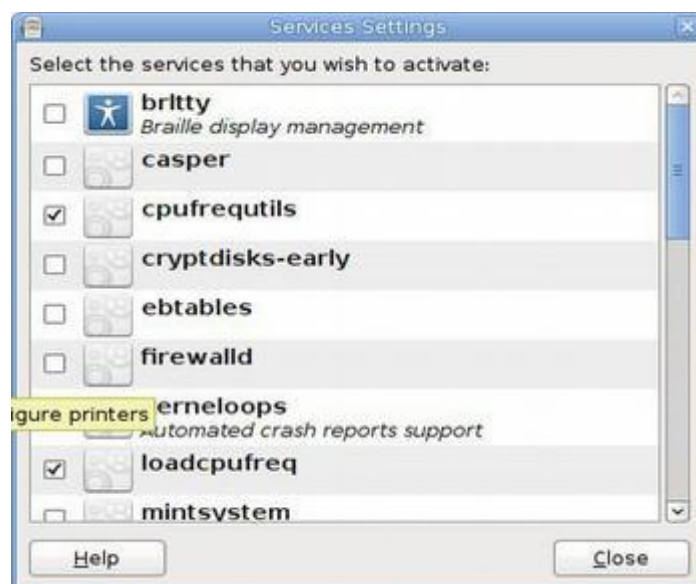 Services Settings
Select the services that you wish to activate:
brltty
Braille display management
casper
cpufrequtils
cryptdisks-early
ebtables
firewalld
igure printers
erneloops
Automated crash reports support
loadcpufreq
mintsystem
Help
Close